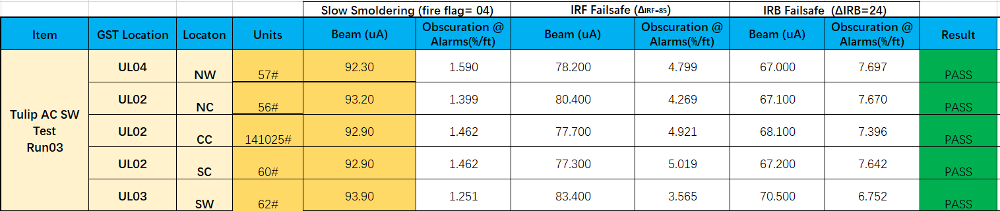 Slow Smoldering (fire flag= 04) IRF Failsafe (ΔIRF=85) IRB Failsafe (ΔIRB=24)
Item GST Location Locaton Units Beam (uA) Obscuration @ Alarms(%/ft) Beam (uA) Obscuration @ Alarms(%/ft) Beam (uA) Obscuration @ Alarms(%/ft) Result
Tulip AC SW Test Run03
UL04 NW 57# 92.30 1.590 78.200 4.799 67.000 7.697 PASS
UL02 NC 56# 93.20 1.399 80.400 4.269 67.100 7.670 PASS
UL02 CC 141025# 92.90 1.462 77.700 4.921 68.100 7.396 PASS
UL02 SC 60# 92.90 1.462 77.300 5.019 67.200 7.642 PASS
UL03 SW 62# 93.90 1.251 83.400 3.565 70.500 6.752 PASS